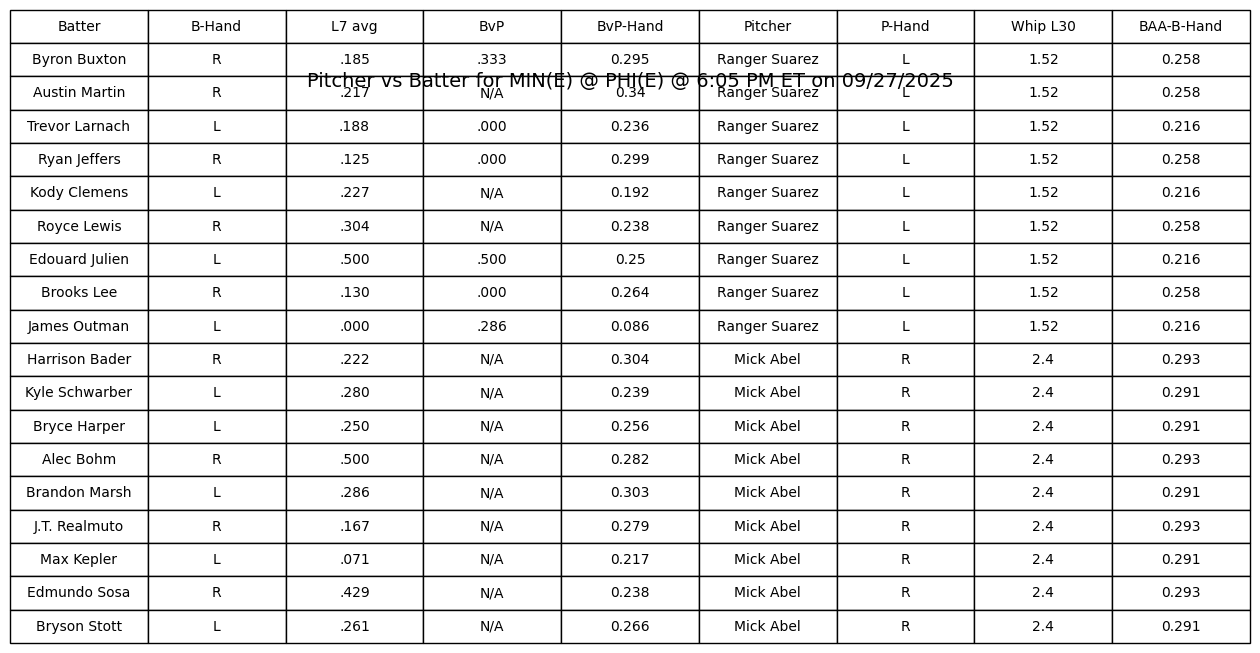 Batter B-Hand L7 avg BvP BvP-Hand Pitcher P-Hand Whip L30 BAA-B-Hand
Byron Buxton R .185 .333 0.295 Ranger Suarez L 1.52 0.258
Pitcher vs Batter for MIN(E) @ PHI(E) @ 6:05 PM ET on 09/27/2025
Austin Martin R .217 N/A 0.34 Ranger Suarez L 1.52 0.258
Trevor Larnach L .188 .000 0.236 Ranger Suarez L 1.52 0.216
Ryan Jeffers R .125 .000 0.299 Ranger Suarez L 1.52 0.258
Kody Clemens L .227 N/A 0.192 Ranger Suarez L 1.52 0.216
Royce Lewis R .304 N/A 0.238 Ranger Suarez L 1.52 0.258
Edouard Julien L .500 .500 0.25 Ranger Suarez L 1.52 0.216
Brooks Lee R .130 .000 0.264 Ranger Suarez L 1.52 0.258
James Outman L .000 .286 0.086 Ranger Suarez L 1.52 0.216
Harrison Bader R .222 N/A 0.304 Mick Abel R 2.4 0.293
Kyle Schwarber L .280 N/A 0.239 Mick Abel R 2.4 0.291
Bryce Harper L .250 N/A 0.256 Mick Abel R 2.4 0.291
Alec Bohm R .500 N/A 0.282 Mick Abel R 2.4 0.293
Brandon Marsh L .286 N/A 0.303 Mick Abel R 2.4 0.291
J.T. Realmuto R .167 N/A 0.279 Mick Abel R 2.4 0.293
Max Kepler L .071 N/A 0.217 Mick Abel R 2.4 0.291
Edmundo Sosa R .429 N/A 0.238 Mick Abel R 2.4 0.293
Bryson Stott L .261 N/A 0.266 Mick Abel R 2.4 0.291